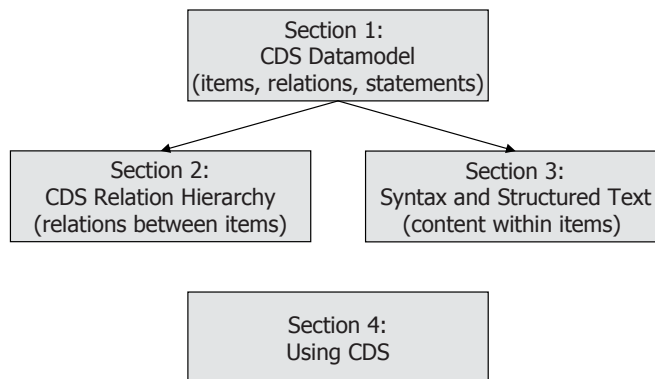 Section 1:
CDS Datamodel
(items, relations, statements)
Section 2:
CDS Relation Hierarchy
(relations between items)
Section 3:
Syntax and Structured Text
(content within items)
Section 4:
Using CDS